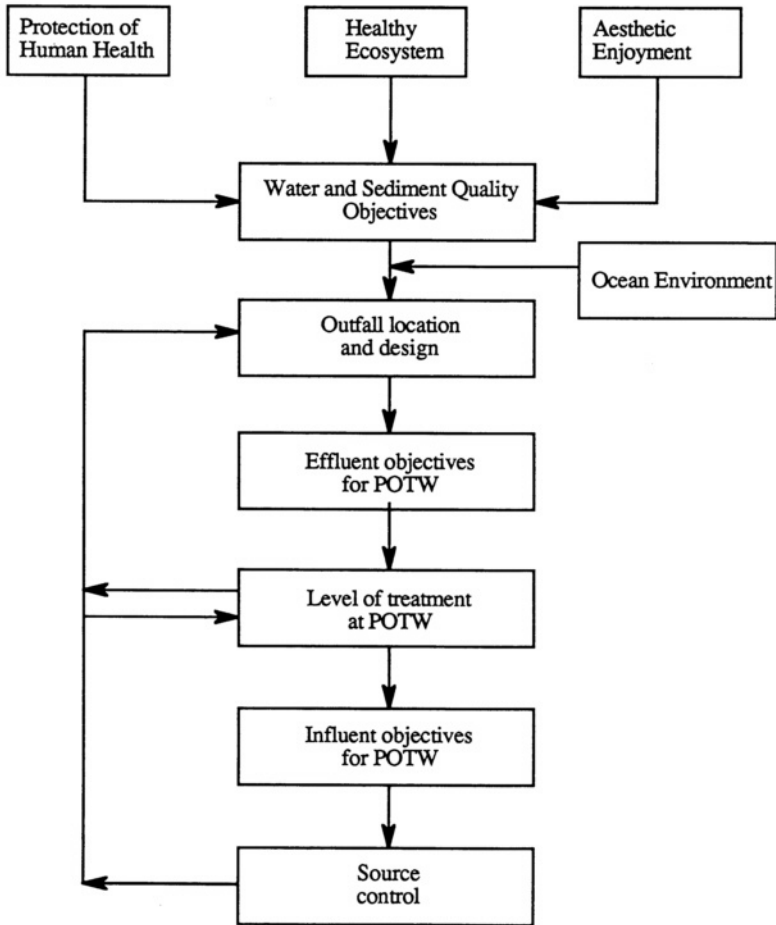 Protection of
Human Health
Healthy
Ecosystem
Aesthetic
Enjoyment
Water and Sediment Quality
Objectives
Ocean Environment
Outfall location
and design
Effluent objectives
for POTW
Level of treatment
at POTW
Influent objectives
for POTW
Source
control